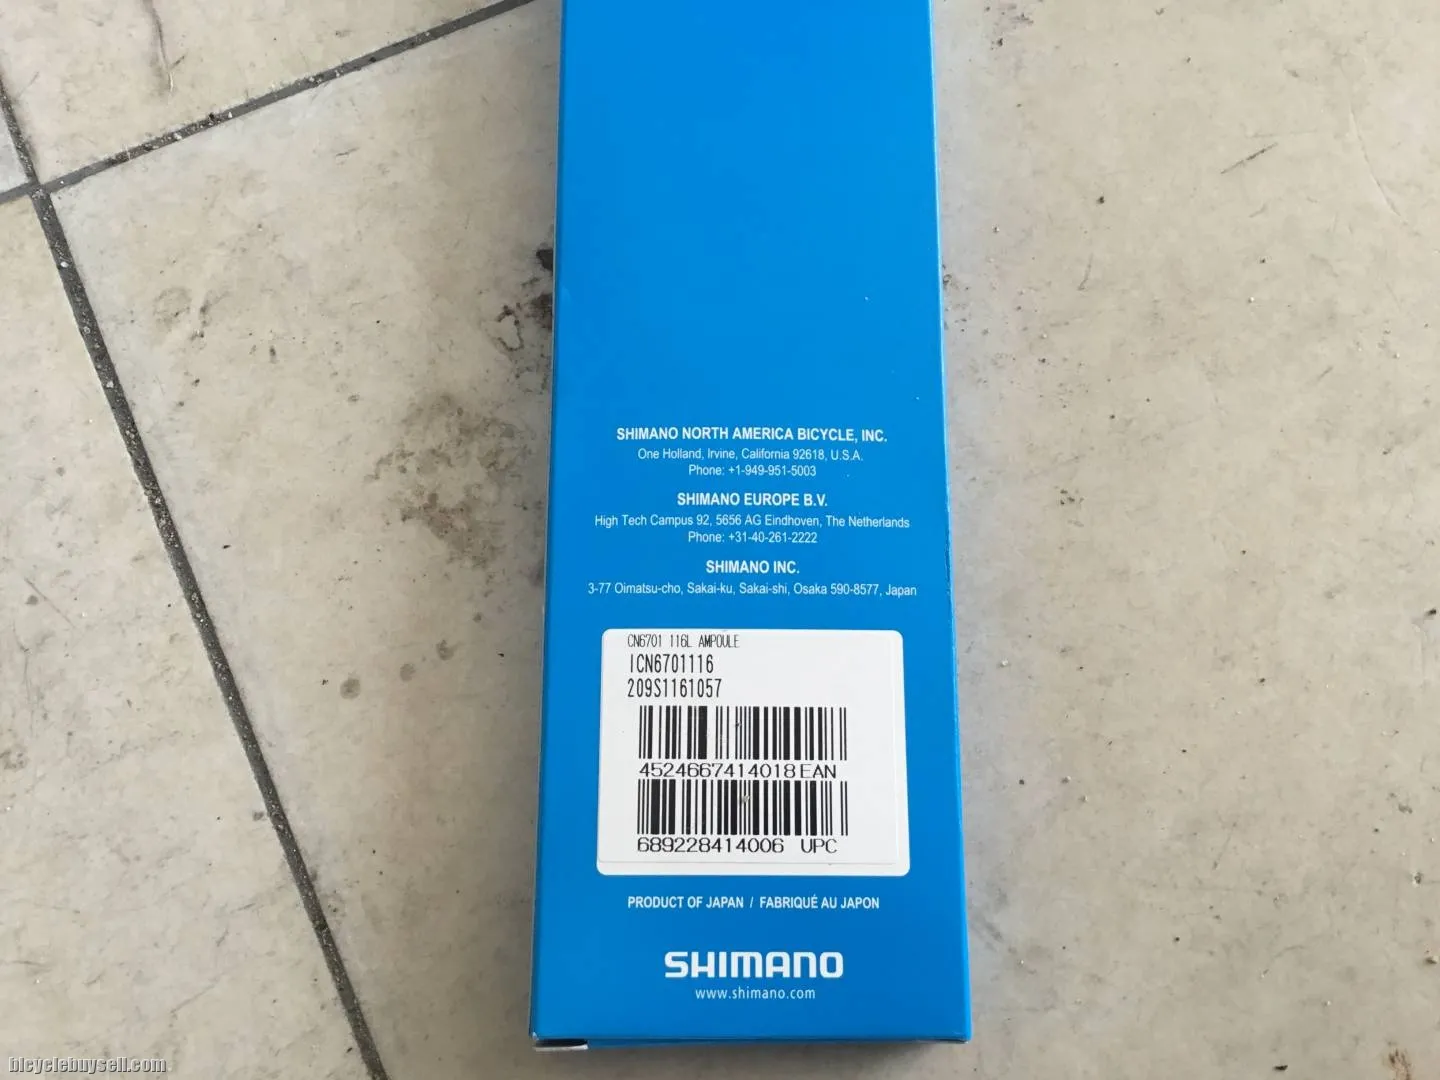 SHIMANO NORTH AMERICA BICYCLE, INC.
One Holland, Irvine, California 92618, U.S.A.
Phone: +1-949-951-5003
SHIMANO EUROPE B.V.
High Tech Campus 92, 5656 AG Eindhoven, The Netherlands
Phone: +31-40-261-2222
SHIMANO INC.
3-77 Oimatsu-cho, Sakai-ku, Sakai-shi, Osaka 590-8577, Japan
CN6701 116L AMPOULE
ICN6701116
209S1161057
4524667414018 EAN
689228414006 UPC
PRODUCT OF JAPAN / FABRIQUÉ AU JAPON
SHIMANO
www.shimano.com
bicyclebuysell.com